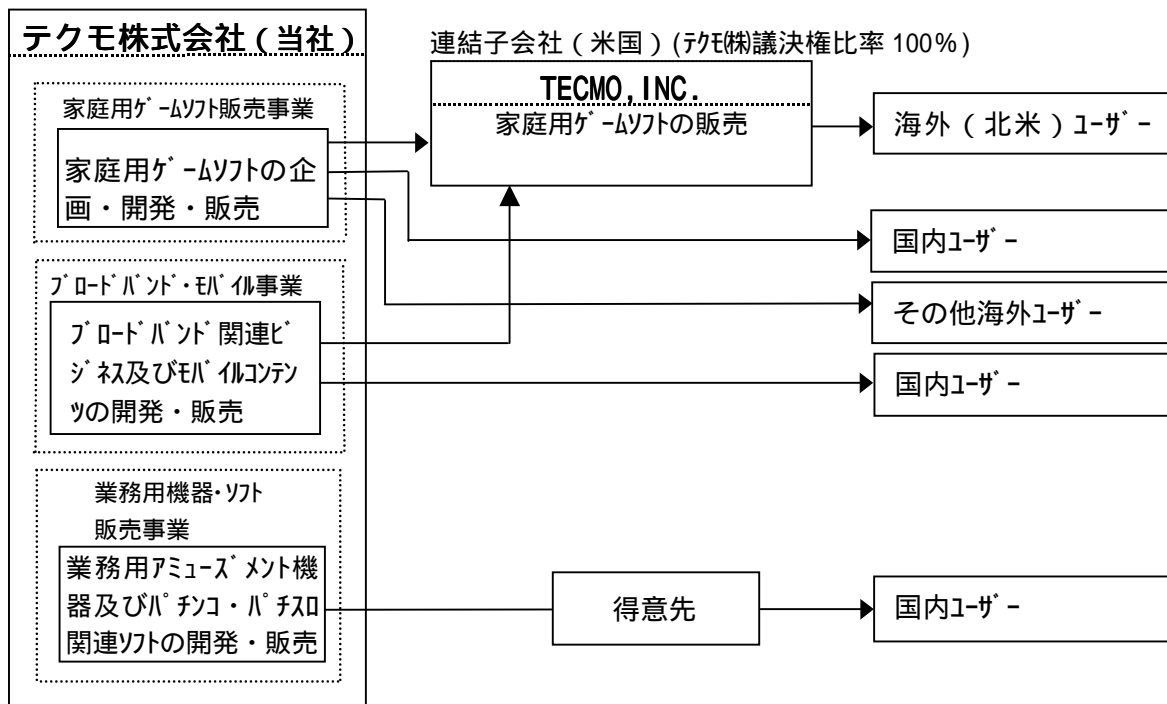 テクモ株式会社（当社）
連結子会社（米国）(ﾃｸﾓ㈱議決権比率100％)
TECMO,INC.
家庭用ｹﾞｰﾑｿﾌﾄの販売
海外（北米）ﾕｰｻﾞｰ
家庭用ｹﾞｰﾑｿﾌﾄ販売事業
家庭用ｹﾞｰﾑｿﾌﾄの企
画・開発・販売
国内ﾕｰｻﾞｰ
その他海外ﾕｰｻﾞｰ
ﾌﾞﾛｰﾄﾞﾊﾞﾝﾄﾞ・ﾓﾊﾞｲﾙ事業
ﾌﾞﾛｰﾄﾞﾊﾞﾝﾄﾞ関連ﾋﾞ
ｼﾞﾈｽ及びﾓﾊﾞｲﾙｺﾝﾃﾝ
ﾂの開発・販売
国内ﾕｰｻﾞｰ
業務用機器・ｿﾌﾄ
販売事業
業務用ｱﾐｭｰｽﾞﾒﾝﾄ機
器及びﾊﾟﾁﾝｺ・ﾊﾟﾁｽﾛ
関連ｿﾌﾄの開発・販売
得意先
国内ﾕｰｻﾞｰ